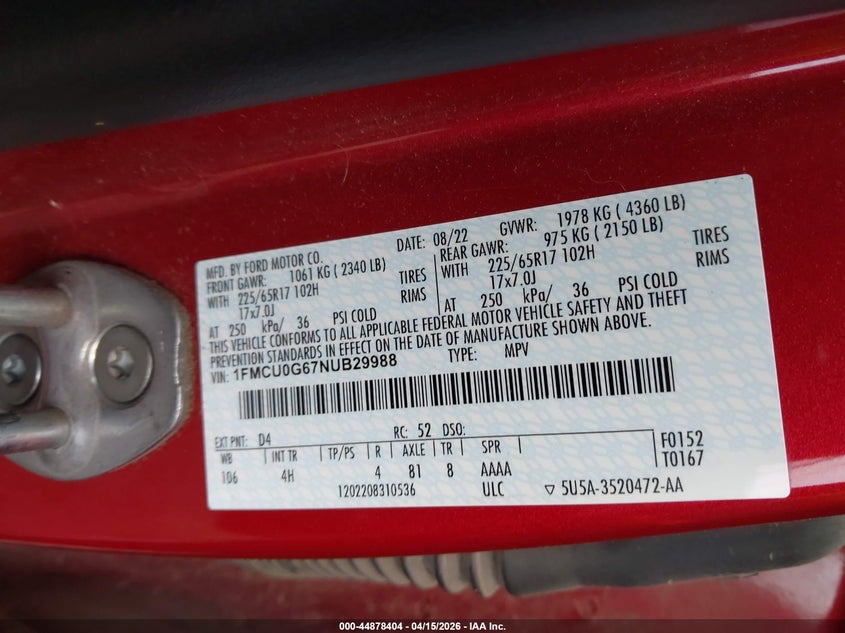 MFD. BY FORD MOTOR CO.
DATE: 08/22 GVWR: 1978 KG ( 4360 LB)
FRONT GAWR: 1061 KG ( 2340 LB) REAR GAWR: 975 KG ( 2150 LB)
WITH 225/65R17 102H TIRES WITH 225/65R17 102H TIRES
17x7.0J RIMS 17x7.0J RIMS
AT 250 kPa/ 36 PSI COLD AT 250 kPa/ 36 PSI COLD
THIS VEHICLE CONFORMS TO ALL APPLICABLE FEDERAL MOTOR VEHICLE SAFETY AND THEFT
PREVENTION STANDARDS IN EFFECT ON THE DATE OF MANUFACTURE SHOWN ABOVE.
VIN: 1FMCU0G67NUB29988 TYPE: MPV
EXT PNT: D4 RC: 52 DSO: F0152
WB INT TR TP/PS R AXLE TR SPR T0167
106 4H 4 81 8 AAAA
1202208310536 ULC ▽ 5U5A-3520472-AA
000-44878404 - 04/15/2026 - IAA Inc.